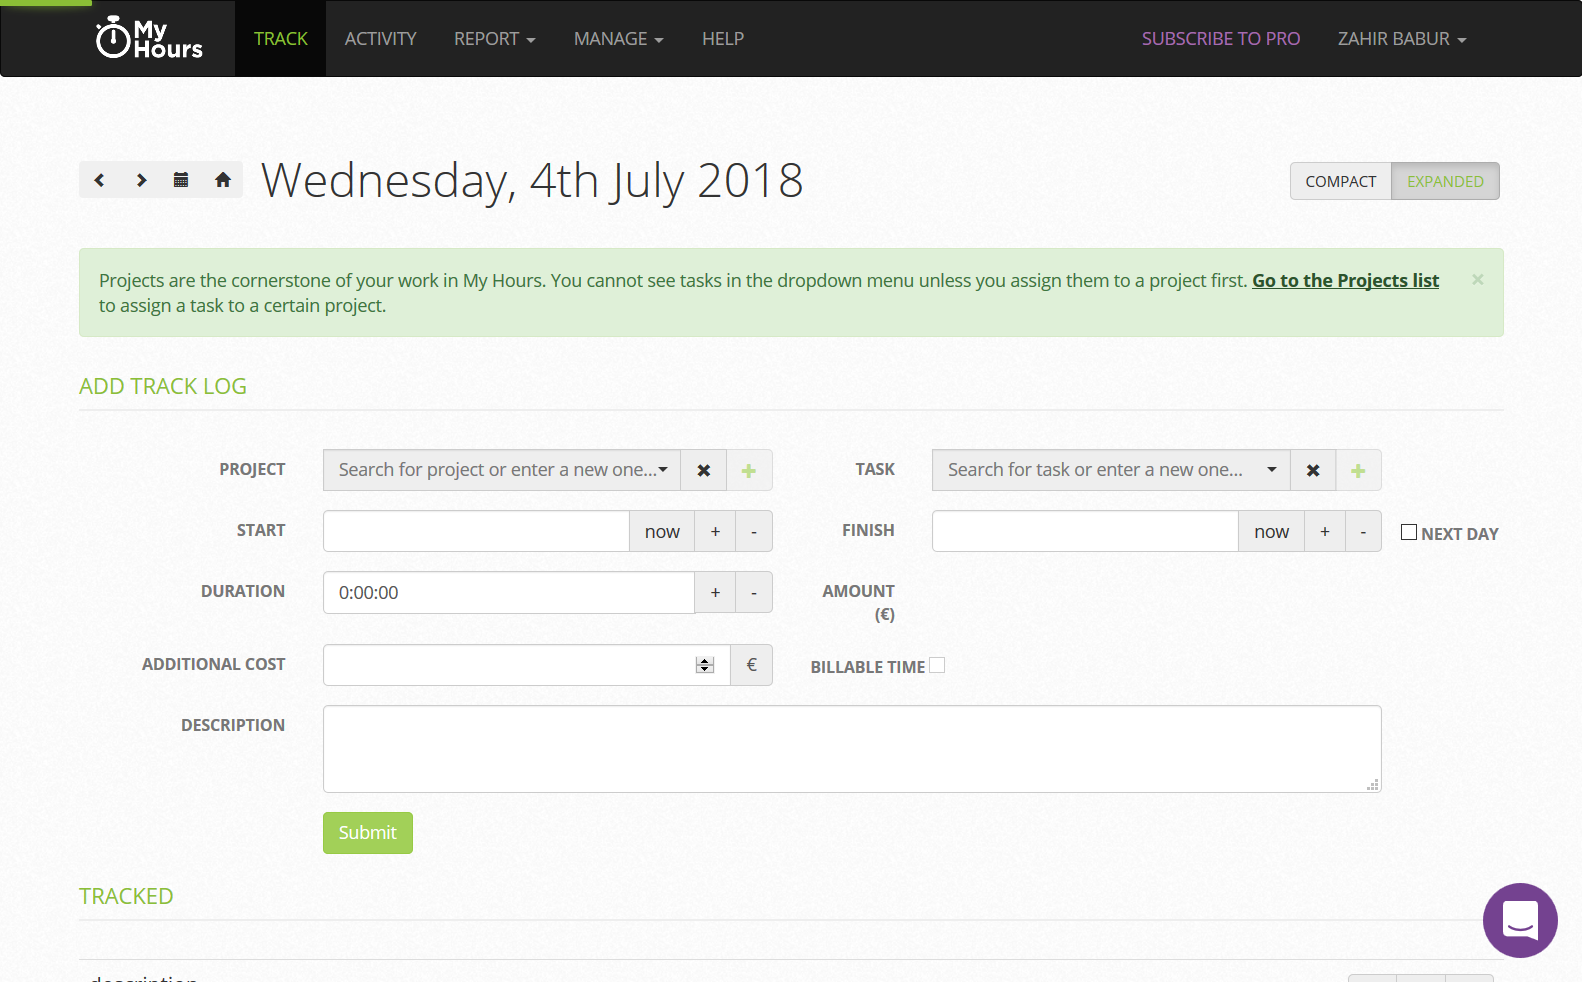 My Hours
TRACK
ACTIVITY
REPORT
MANAGE
HELP
SUBSCRIBE TO PRO
ZAHIR BABUR
Wednesday, 4th July 2018
COMPACT
EXPANDED
Projects are the cornerstone of your work in My Hours. You cannot see tasks in the dropdown menu unless you assign them to a project first. Go to the Projects list
to assign a task to a certain project.
×
ADD TRACK LOG
PROJECT
Search for project or enter a new one...
TASK
Search for task or enter a new one...
START
now
+
-
FINISH
now
+
-
NEXT DAY
DURATION
0:00:00
+
-
AMOUNT
(€)
ADDITIONAL COST
€
BILLABLE TIME
DESCRIPTION
Submit
TRACKED
description